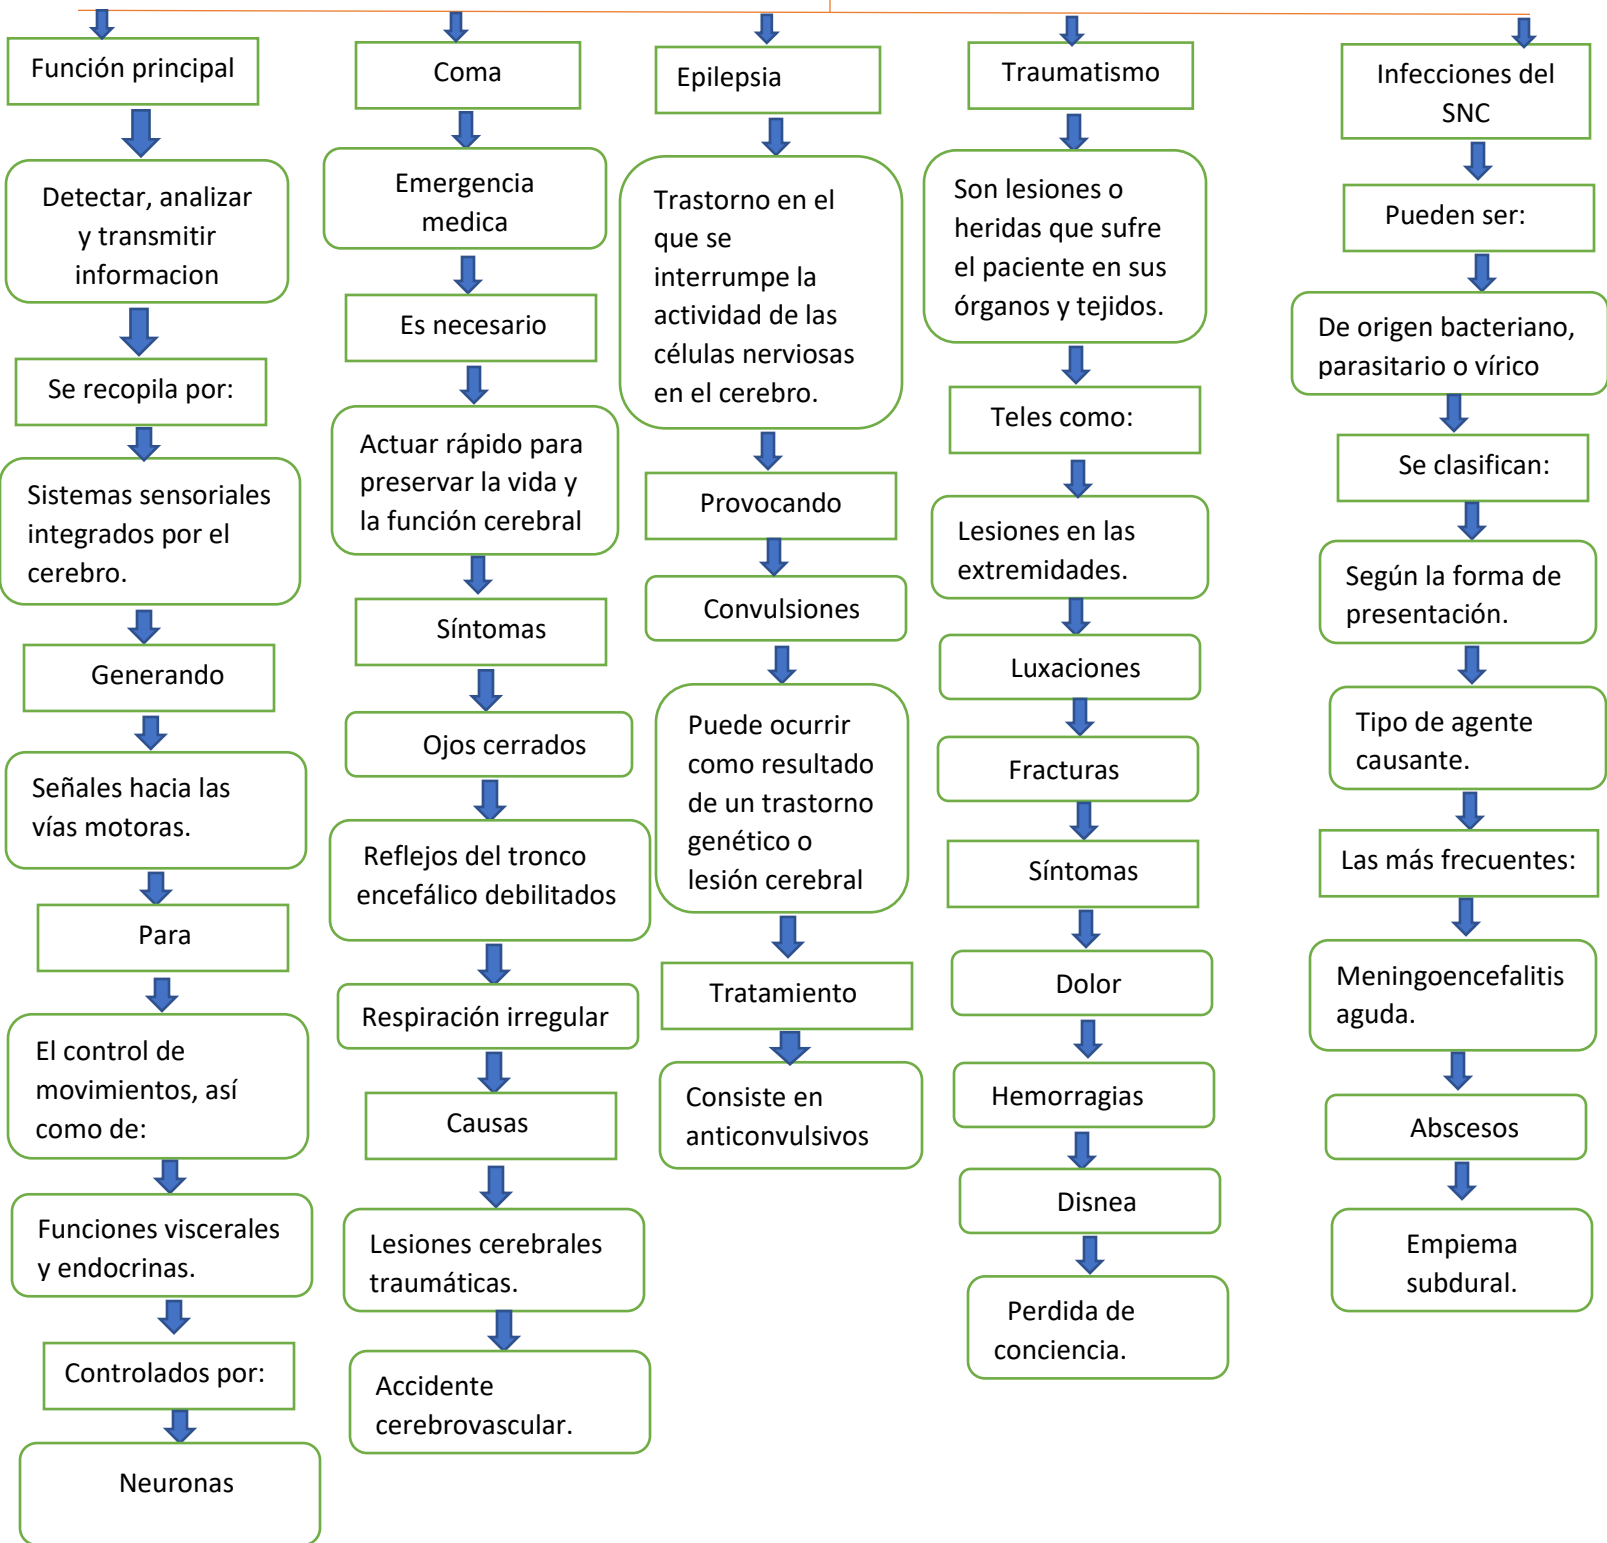 Función principal
Detectar, analizar
y transmitir
informacion
Se recopila por:
Sistemas sensoriales
integrados por el
cerebro.
Generando
Señales hacia las
vías motoras.
Para
El control de
movimientos, así
como de:
Funciones viscerales
y endocrinas.
Controlados por:
Neuronas
Coma
Emergencia
medica
Es necesario
Actuar rápido para
preservar la vida y
la función cerebral
Síntomas
Ojos cerrados
Reflejos del tronco
encefálico debilitados
Respiración irregular
Causas
Lesiones cerebrales
traumáticas.
Accidente
cerebrovascular.
Epilepsia
Trastorno en el
que se
interrumpe la
actividad de las
células nerviosas
en el cerebro.
Provocando
Convulsiones
Puede ocurrir
como resultado
de un trastorno
genético o
lesión cerebral
Tratamiento
Consiste en
anticonvulsivos
Traumatismo
Son lesiones o
heridas que sufre
el paciente en sus
órganos y tejidos.
Teles como:
Lesiones en las
extremidades.
Luxaciones
Fracturas
Síntomas
Dolor
Hemorragias
Disnea
Perdida de
conciencia.
Infecciones del
SNC
Pueden ser:
De origen bacteriano,
parasitario o vírico
Se clasifican:
Según la forma de
presentación.
Tipo de agente
causante.
Las más frecuentes:
Meningoencefalitis
aguda.
Abscesos
Empiema
subdural.